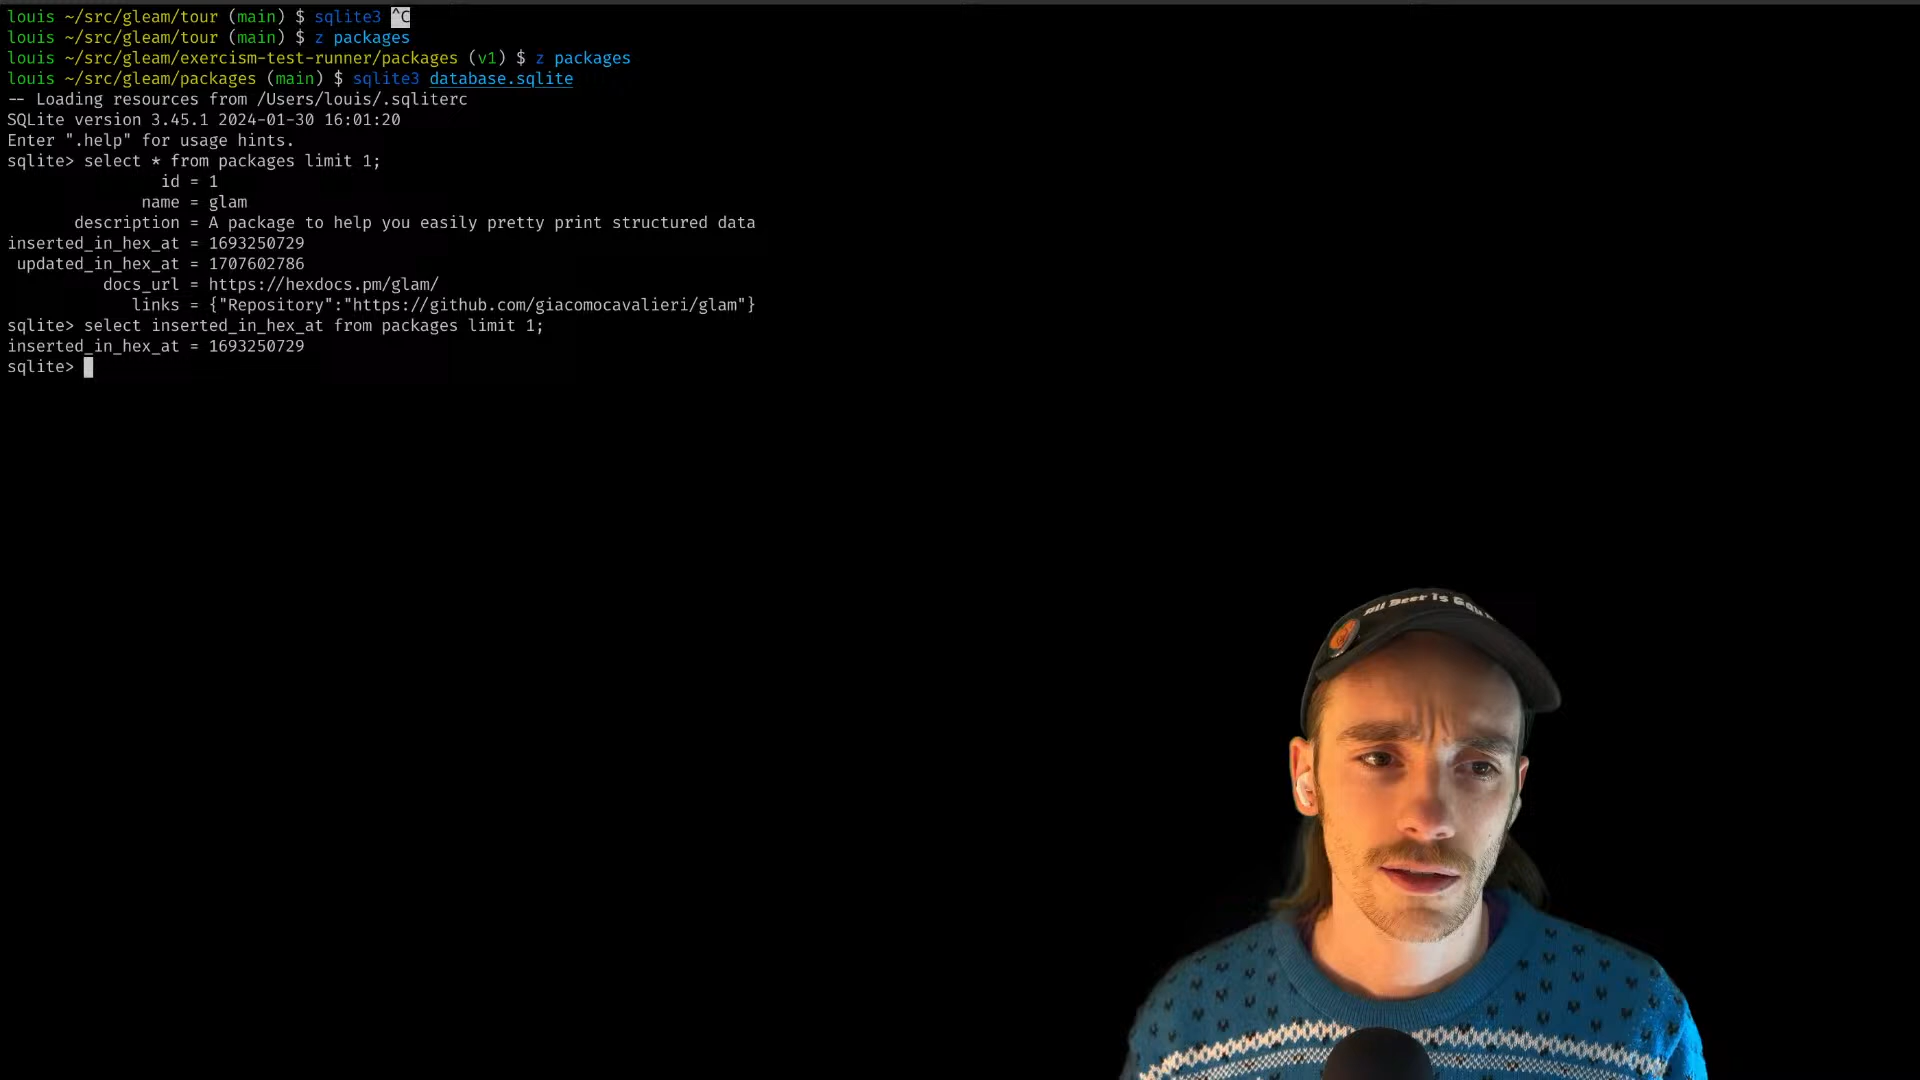 louis ~/src/gleam/tour (main) $ sqlite3 ^C
louis ~/src/gleam/tour (main) $ z packages
louis ~/src/gleam/exercism-test-runner/packages (v1) $ z packages
louis ~/src/gleam/packages (main) $ sqlite3 database.sqlite
-- Loading resources from /Users/louis/.sqliterc
SQLite version 3.45.1 2024-01-30 16:01:20
Enter ".help" for usage hints.
sqlite> select * from packages limit 1;
id = 1
name = glam
description = A package to help you easily pretty print structured data
inserted_in_hex_at = 1693250729
updated_in_hex_at = 1707602786
docs_url = https://hexdocs.pm/glam/
links = {"Repository":"https://github.com/giacomocavalieri/glam"}
sqlite> select inserted_in_hex_at from packages limit 1;
inserted_in_hex_at = 1693250729
sqlite>
All Beer is